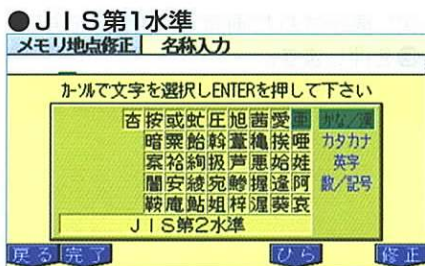 ●ＪＩＳ第1水準
メモリ地点修正 名称入力
カーソルで文字を選択しENTERを押して下さい
杏按或虻圧旭茜愛亜 かな/漢
暗粟飴斡葦穐挨唖 カタカナ
案袷絢扱芦悪姶娃 英字
闇安綾宛鯵握逢阿 数/記号
鞍庵鮎姐梓渥葵哀
ＪＩＳ第2水準
戻る 完了 ひら 修正